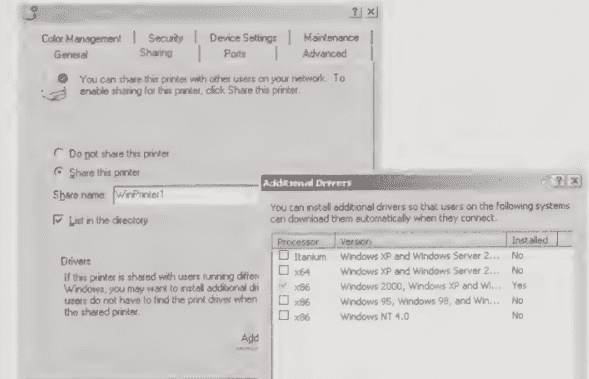 Color Management
Security
Device Settings
Maintenance
General
Sharing
Ports
Advanced
You can share this printer with other users on your network. To
enable sharing for this printer, click Share this printer.
Do not share this printer
Share this printer
Share name: WinPrinter1
List in the directory
Drivers
If this printer is shared with users running differe
Windows, you may want to install additional dri
users do not have to find the print driver when
the shared printer.
Add
Additional Drivers
You can install additional drivers so that users on the following systems
can download them automatically when they connect.
Processor Version Installed
Itanium Windows XP and Windows Server 2... No
x64 Windows XP and Windows Server 2... No
x86 Windows 2000, Windows XP and Wi... Yes
x86 Windows 95, Windows 98, and Win... No
x86 Windows NT 4.0 No